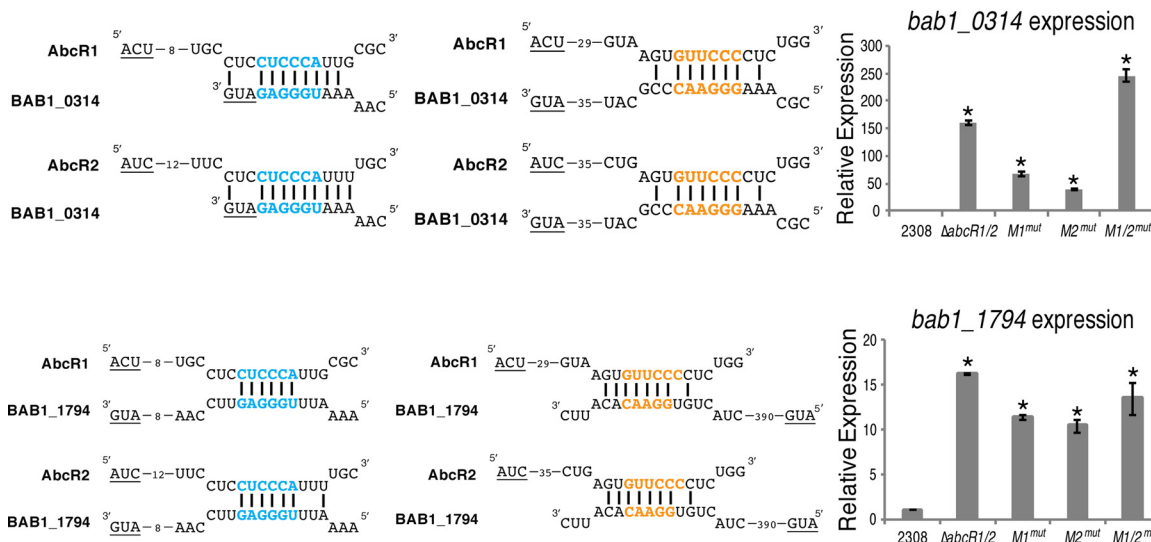 bab1_0314 expression
5′
AbcR1 ACU–8–UGC CGC 3′
CUCCUCCCAUUG
BAB1_0314 3′ GUAGAGGGUAAA
AAC 5′
5′
AbcR1 ACU–29–GUA UGG 3′
AGUGUUCCCCUC
GCCCAAGGGAAA
BAB1_0314 3′ GUA–35–UAC CGC 5′
5′
AbcR2 AUC–12–UUC UGC 3′
CUCCUCCCAUUU
BAB1_0314 3′ GUAGAGGGUAAA
AAC 5′
5′
AbcR2 AUC–35–CUG UGG 3′
AGUGUUCCCCUC
GCCCAAGGGAAA
BAB1_0314 3′ GUA–35–UAC CGC 5′
Relative Expression
300
250
200
150
100
50
0
* * * *
2308 ΔabcR1/2 M1mut M2mut M1/2mut
bab1_1794 expression
5′
AbcR1 ACU–8–UGC CGC 3′
CUCCUCCCAUUG
CUUGAGGGUUUA
BAB1_1794 3′ GUA–8–AAC AAA 5′
5′
AbcR1 ACU–29–GUA UGG 3′
AGUGUUCCCCUC
ACACAAGGUGUC
BAB1_1794 3′ CUU AUC–390–GUA 5′
5′
AbcR2 AUC–12–UUC UGC 3′
CUCCUCCCAUUU
CUUGAGGGUUUA
BAB1_1794 3′ GUA–8–AAC AAA 5′
5′
AbcR2 AUC–35–CUG UGG 3′
AGUGUUCCCCUC
ACACAAGGUGUC
BAB1_1794 3′ CUU AUC–390–GUA 5′
Relative Expression
20
15
10
5
0
* * * *
2308 ΔabcR1/2 M1mut M2mut M1/2m